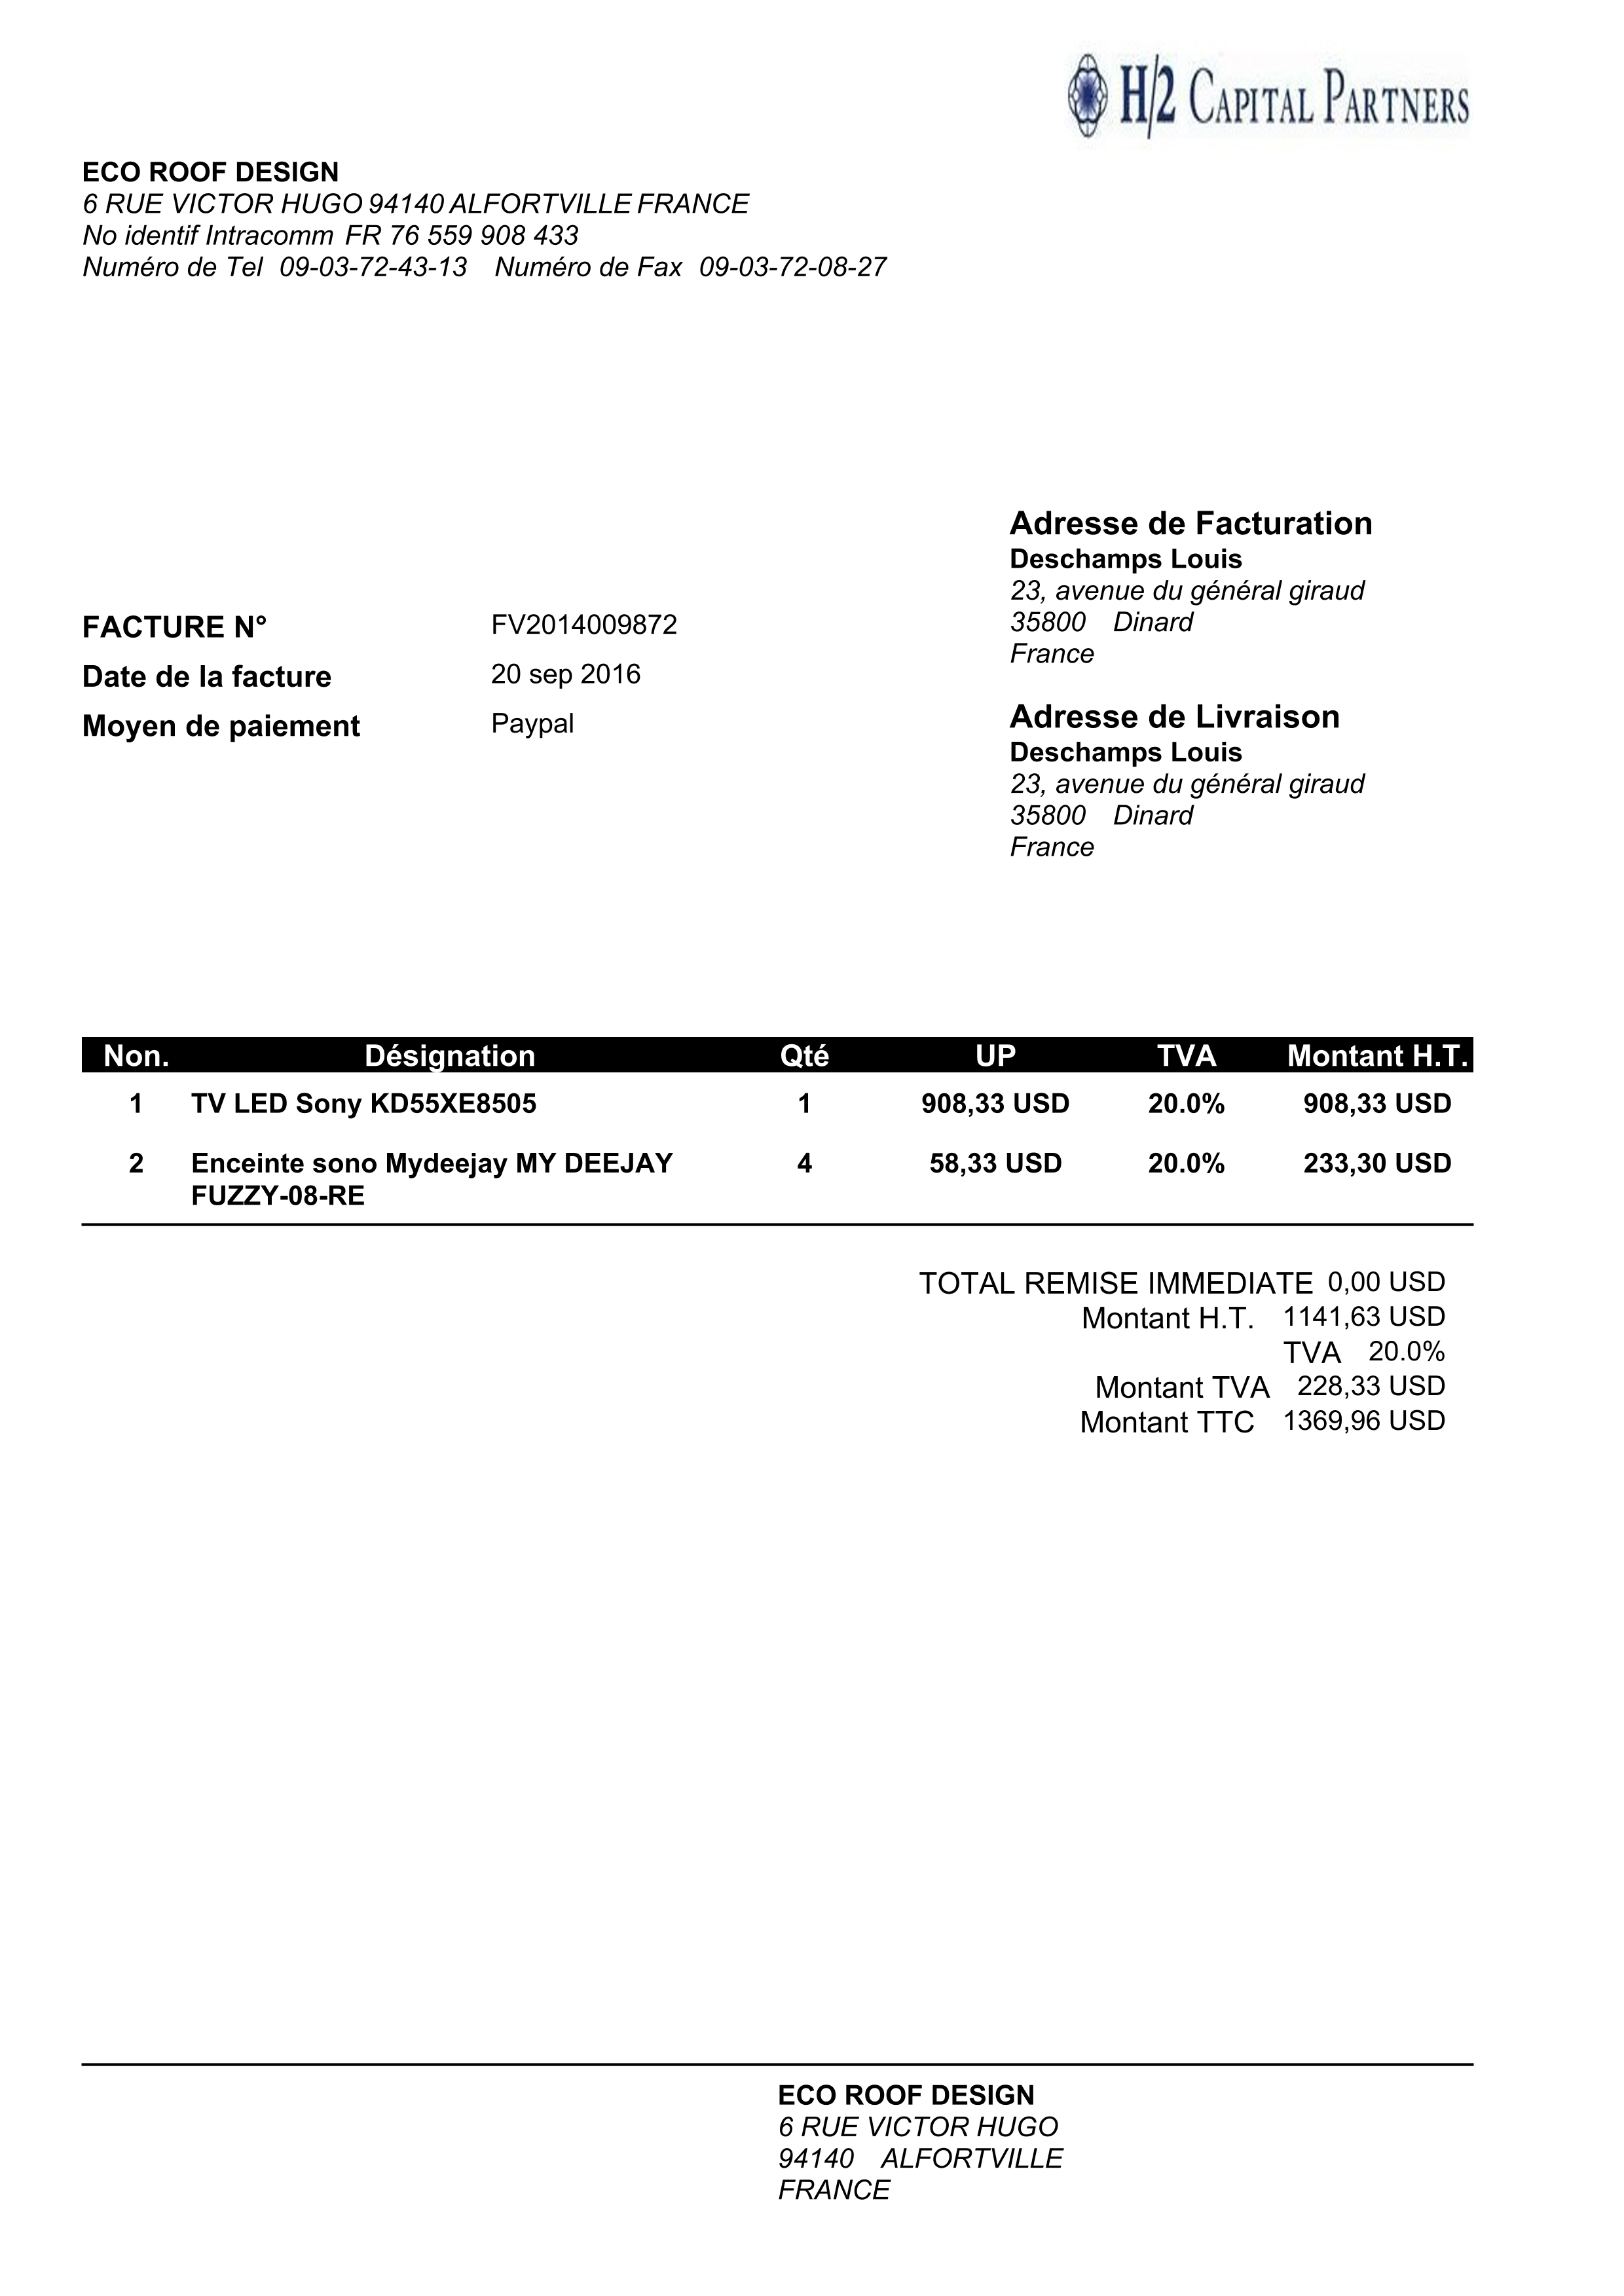 H/2 CAPITAL PARTNERS
ECO ROOF DESIGN
6 RUE VICTOR HUGO 94140 ALFORTVILLE FRANCE
No identif Intracomm FR 76 559 908 433
Numéro de Tel 09-03-72-43-13 Numéro de Fax 09-03-72-08-27
Adresse de Facturation
Deschamps Louis
23, avenue du général giraud
35800 Dinard
France
FACTURE N° FV2014009872
Date de la facture 20 sep 2016
Moyen de paiement Paypal
Adresse de Livraison
Deschamps Louis
23, avenue du général giraud
35800 Dinard
France
Non. Désignation Qté UP TVA Montant H.T.
1 TV LED Sony KD55XE8505 1 908,33 USD 20.0% 908,33 USD
2 Enceinte sono Mydeejay MY DEEJAY 4 58,33 USD 20.0% 233,30 USD
FUZZY-08-RE
TOTAL REMISE IMMEDIATE 0,00 USD
Montant H.T. 1141,63 USD
TVA 20.0%
Montant TVA 228,33 USD
Montant TTC 1369,96 USD
ECO ROOF DESIGN
6 RUE VICTOR HUGO
94140 ALFORTVILLE
FRANCE